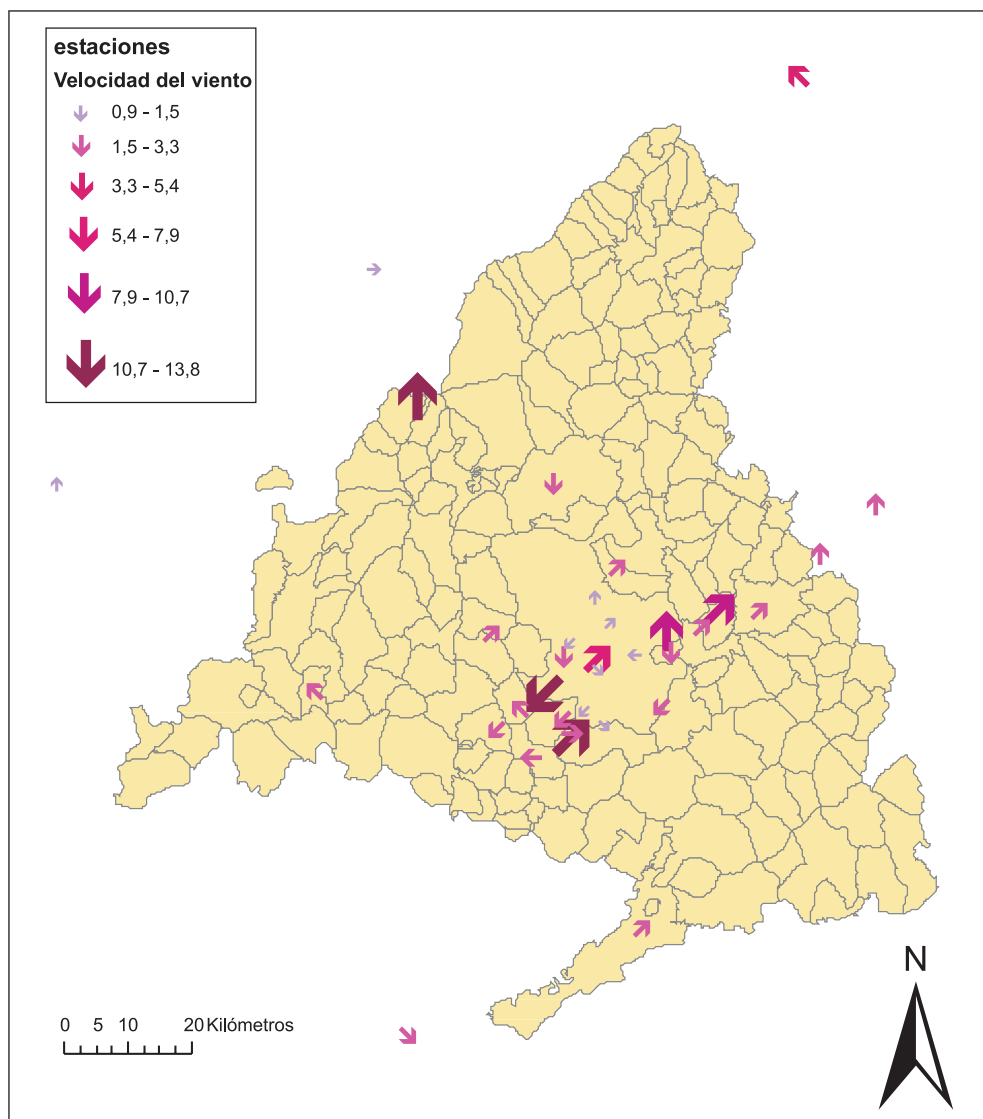 estaciones
Velocidad del viento
0,9 - 1,5
1,5 - 3,3
3,3 - 5,4
5,4 - 7,9
7,9 - 10,7
10,7 - 13,8
0 5 10 20 Kilómetros
N